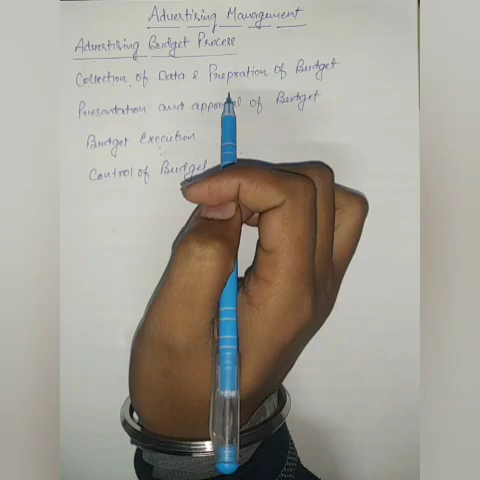 Advertising Management
Advertising Budget Process
Collection of Data & Prepration of Budget
Presentation and approval of Budget
Budget Execution
Control of Budget